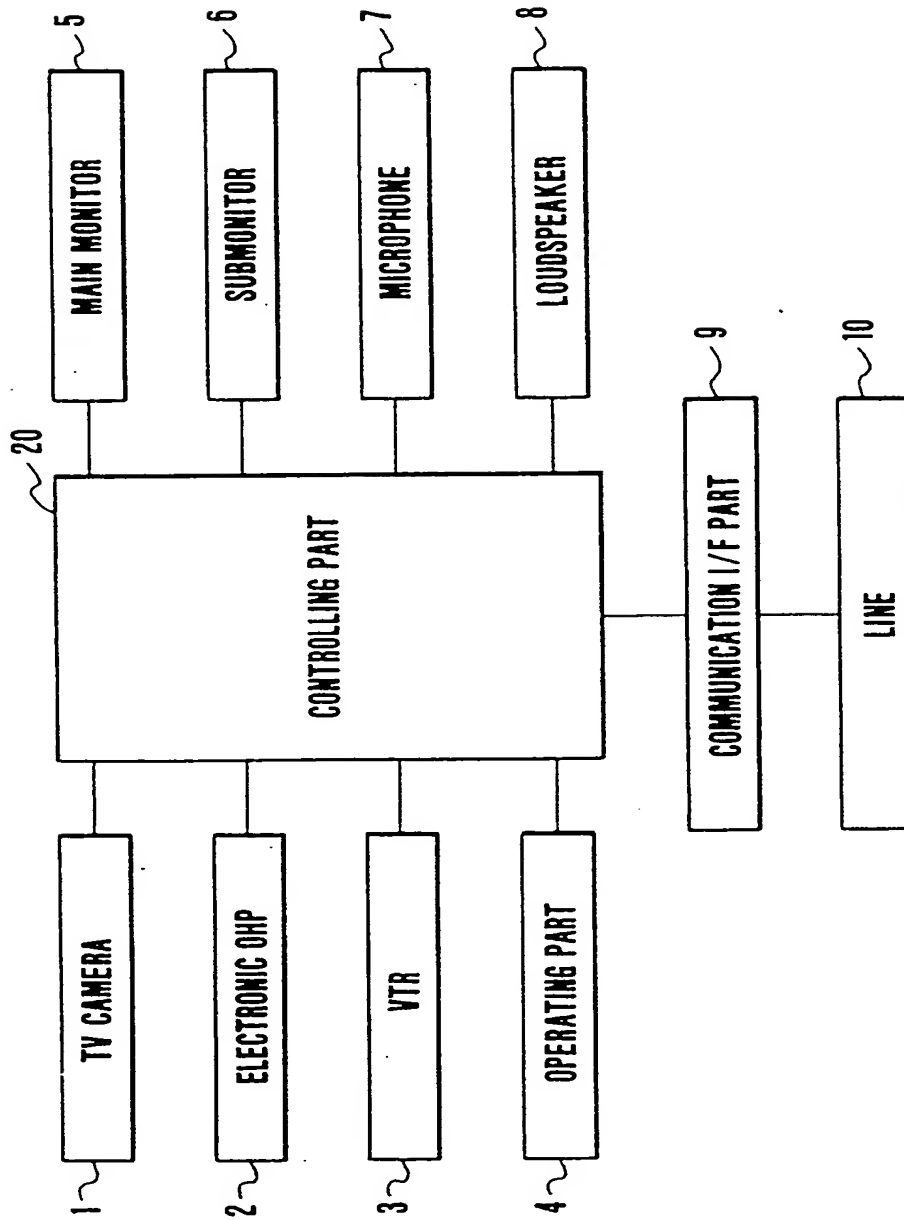 1 TV CAMERA
2 ELECTRONIC OHP
3 VTR
4 OPERATING PART
20
CONTROLLING PART
MAIN MONITOR 5
SUBMONITOR 6
MICROPHONE 7
LOUDSPEAKER 8
COMMUNICATION I/F PART 9
LINE 10